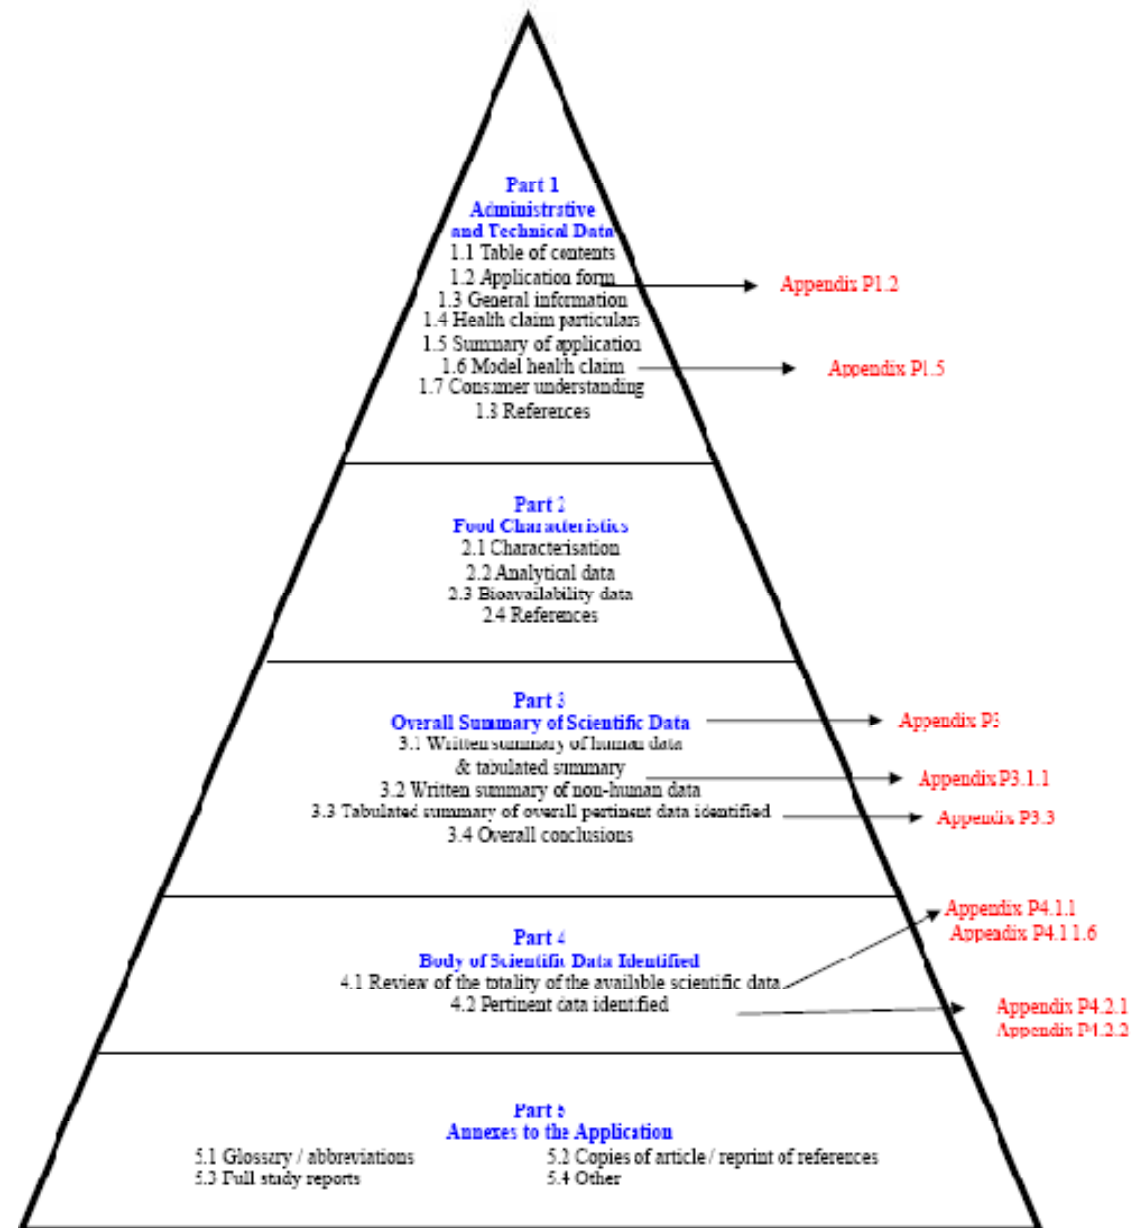 Part 1
Administrative
and Technical Data
1.1 Table of contents
1.2 Application form
Appendix P1.2
1.3 General information
1.4 Health claim particulars
1.5 Summary of application
1.6 Model health claim
Appendix P1.5
1.7 Consumer understanding
1.8 References
Part 2
Food Characteristics
2.1 Characterisation
2.2 Analytical data
2.3 Bioavailability data
2.4 References
Part 3
Overall Summary of Scientific Data
Appendix P3
3.1 Written summary of human data
& tabulated summary
Appendix P3.1.1
3.2 Written summary of non-human data
3.3 Tabulated summary of overall pertinent data identified
Appendix P3.3
3.4 Overall conclusions
Appendix P4.1.1
Appendix P4.1.1.6
Part 4
Body of Scientific Data Identified
4.1 Review of the totality of the available scientific data
4.2 Pertinent data identified
Appendix P4.2.1
Appendix P4.2.2
Part 5
Annexes to the Application
5.1 Glossary / abbreviations
5.2 Copies of article / reprint of references
5.3 Full study reports
5.4 Other